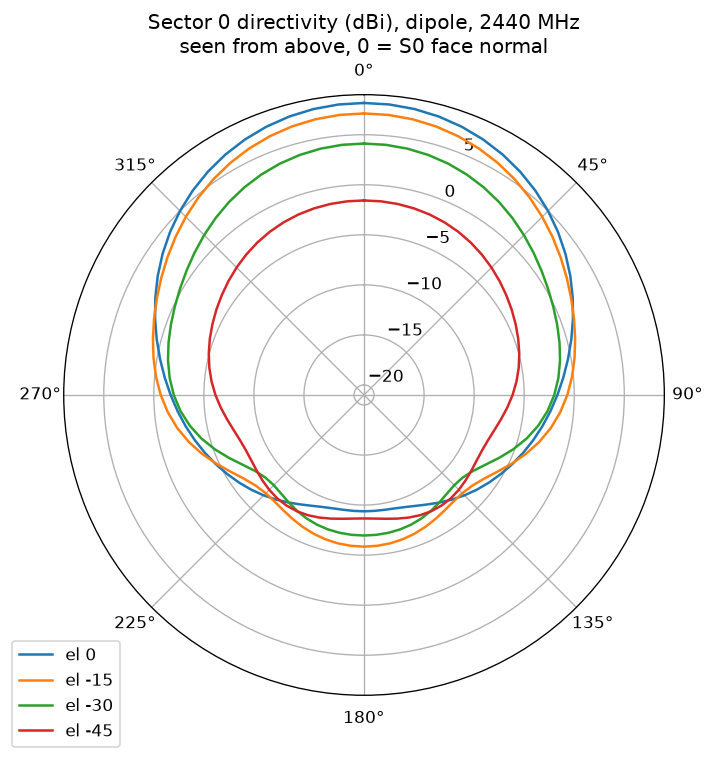 Sector 0 directivity (dBi), dipole, 2440 MHz
seen from above, 0 = S0 face normal
0°
315°
45°
5
0
−5
−10
−15
−20
270°
90°
225°
135°
180°
el 0
el -15
el -30
el -45